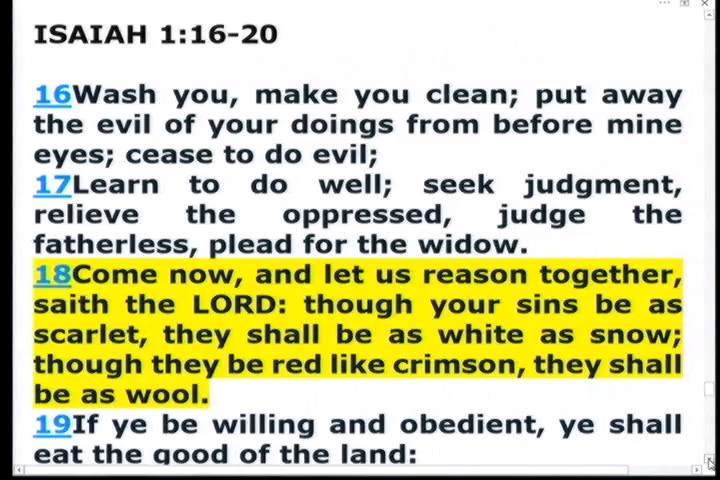 ISAIAH 1:16-20
16Wash you, make you clean; put away
the evil of your doings from before mine
eyes; cease to do evil;
17Learn to do well; seek judgment,
relieve the oppressed, judge the
fatherless, plead for the widow.
18Come now, and let us reason together,
saith the LORD: though your sins be as
scarlet, they shall be as white as snow;
though they be red like crimson, they shall
be as wool.
19If ye be willing and obedient, ye shall
eat the good of the land: